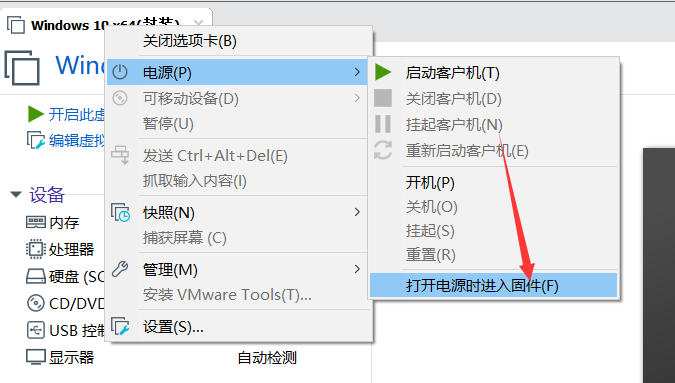 Windows 10 x64(封装)
关闭选项卡(B)
Wind
电源(P)
启动客户机(T)
开启此虚
可移动设备(D)
关闭客户机(D)
编辑虚拟
暂停(U)
挂起客户机(N)
发送 Ctrl+Alt+Del(E)
重新启动客户机(E)
抓取输入内容(I)
开机(P)
设备
关机(O)
内存
快照(N)
挂起(S)
处理器
捕获屏幕 (C)
重置(R)
硬盘 (SC
管理(M)
打开电源时进入固件(F)
CD/DVD
安装 VMware Tools(T)...
USB 控制
设置(S)...
显示器
自动检测